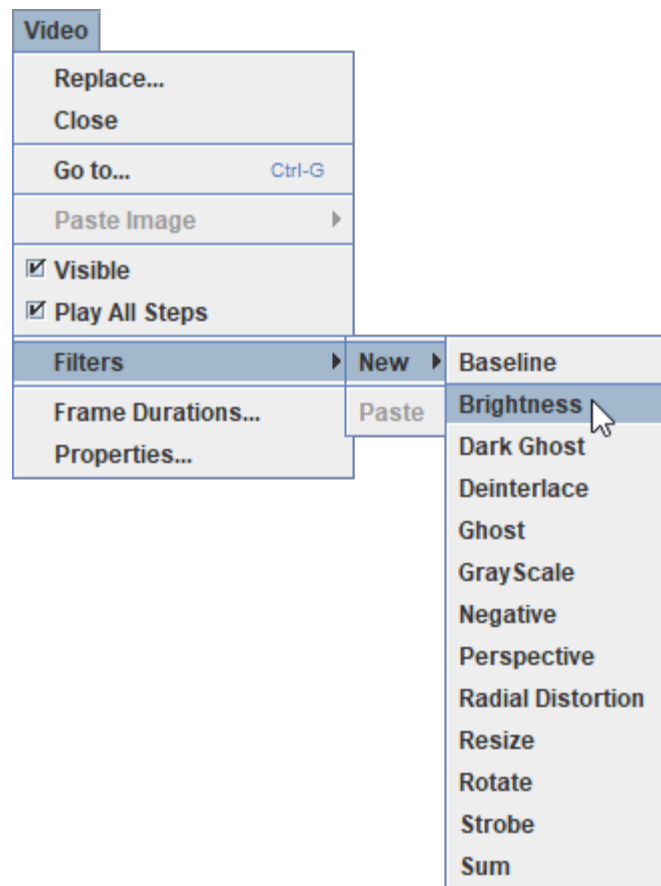 Video
Replace...
Close
Go to... Ctrl-G
Paste Image
Visible
Play All Steps
Filters
Frame Durations...
Properties...
New
Paste
Baseline
Brightness
Dark Ghost
Deinterlace
Ghost
GrayScale
Negative
Perspective
Radial Distortion
Resize
Rotate
Strobe
Sum